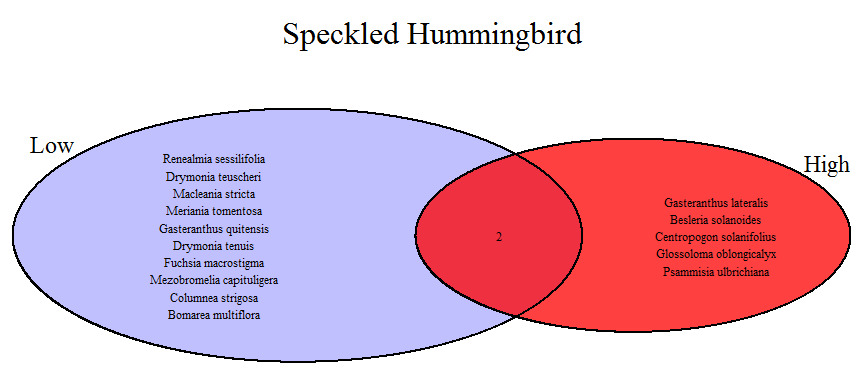 Speckled Hummingbird
Low
High
Renealmia sessilifolia
Drymonia teuscheri
Macleania stricta
Meriania tomentosa
Gasteranthus quitensis
Drymonia tenuis
Fuchsia macrostigma
Mezobromelia capituligera
Columnea strigosa
Bomarea multiflora
2
Gasteranthus lateralis
Besleria solanoides
Centropogon solanifolius
Glossoloma oblongicalyx
Psammisia ulbrichiana